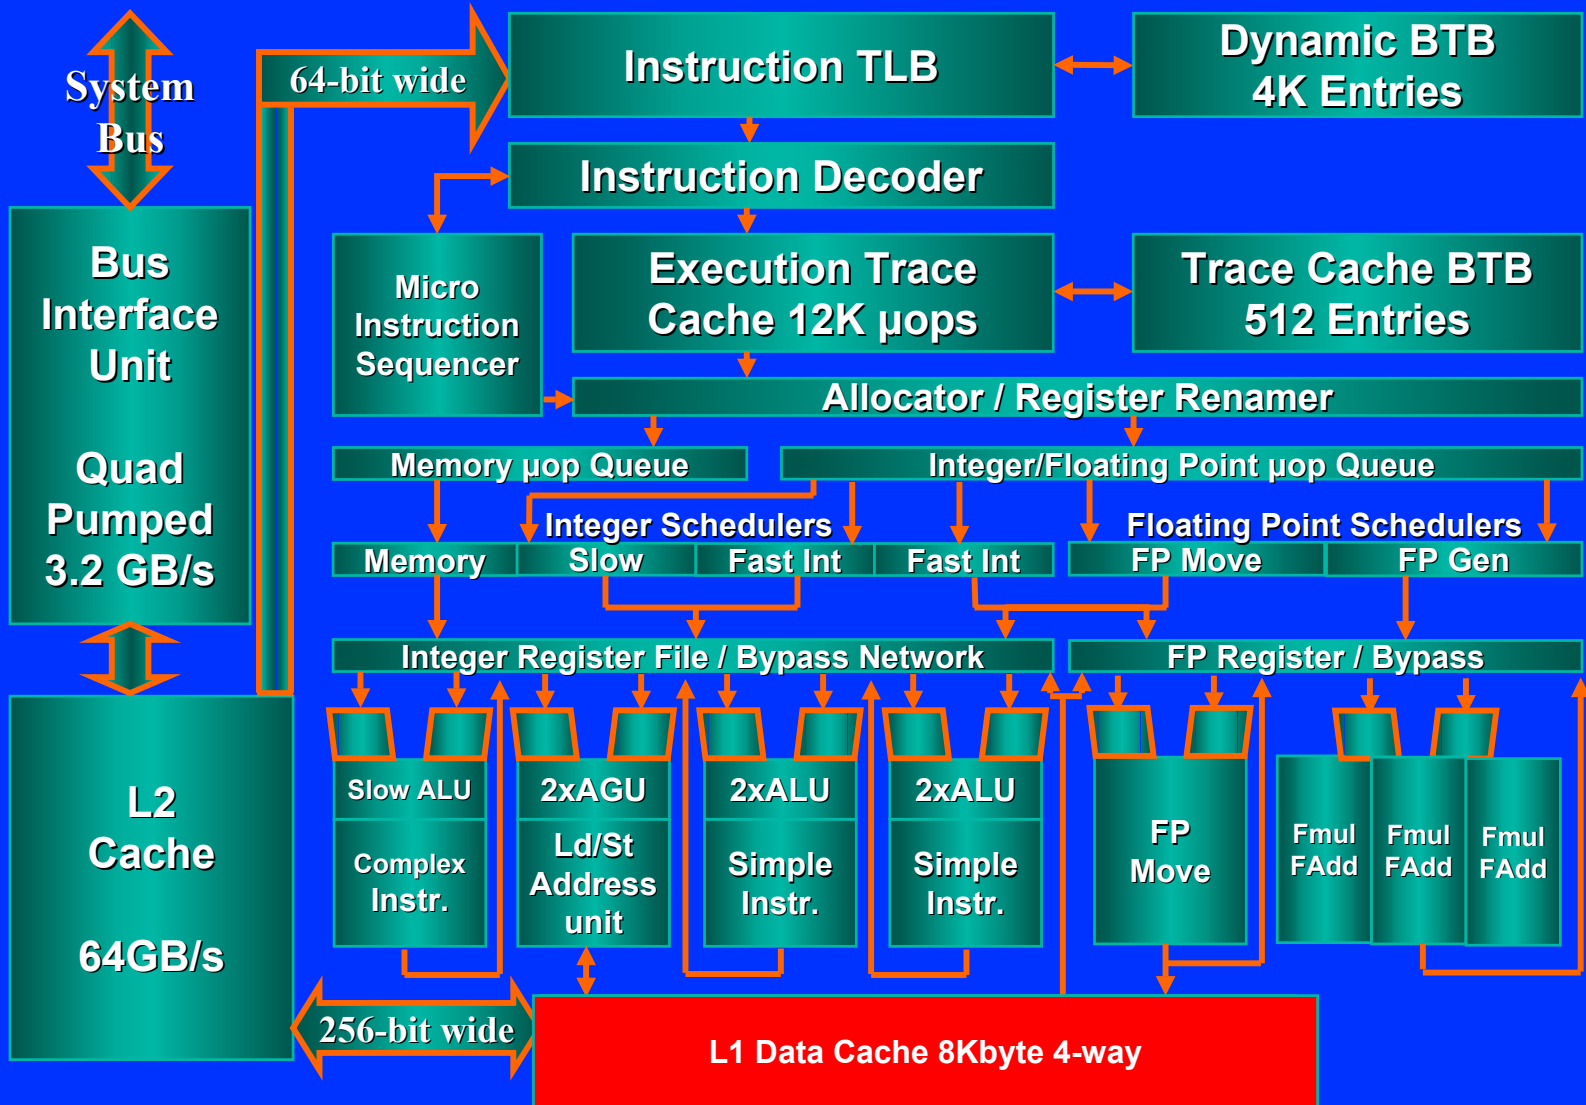 System
Bus
64-bit wide
Instruction TLB
Dynamic BTB
4K Entries
Instruction Decoder
Bus
Interface
Unit
Quad
Pumped
3.2 GB/s
Micro
Instruction
Sequencer
Execution Trace
Cache 12K µops
Trace Cache BTB
512 Entries
Allocator / Register Renamer
Memory µop Queue
Integer/Floating Point µop Queue
Integer Schedulers
Floating Point Schedulers
Memory
Slow
Fast Int
Fast Int
FP Move
FP Gen
Integer Register File / Bypass Network
FP Register / Bypass
L2
Cache
64GB/s
Slow ALU
Complex
Instr.
2xAGU
Ld/St
Address
unit
2xALU
Simple
Instr.
2xALU
Simple
Instr.
FP
Move
Fmul
FAdd
Fmul
FAdd
Fmul
FAdd
256-bit wide
L1 Data Cache 8Kbyte 4-way